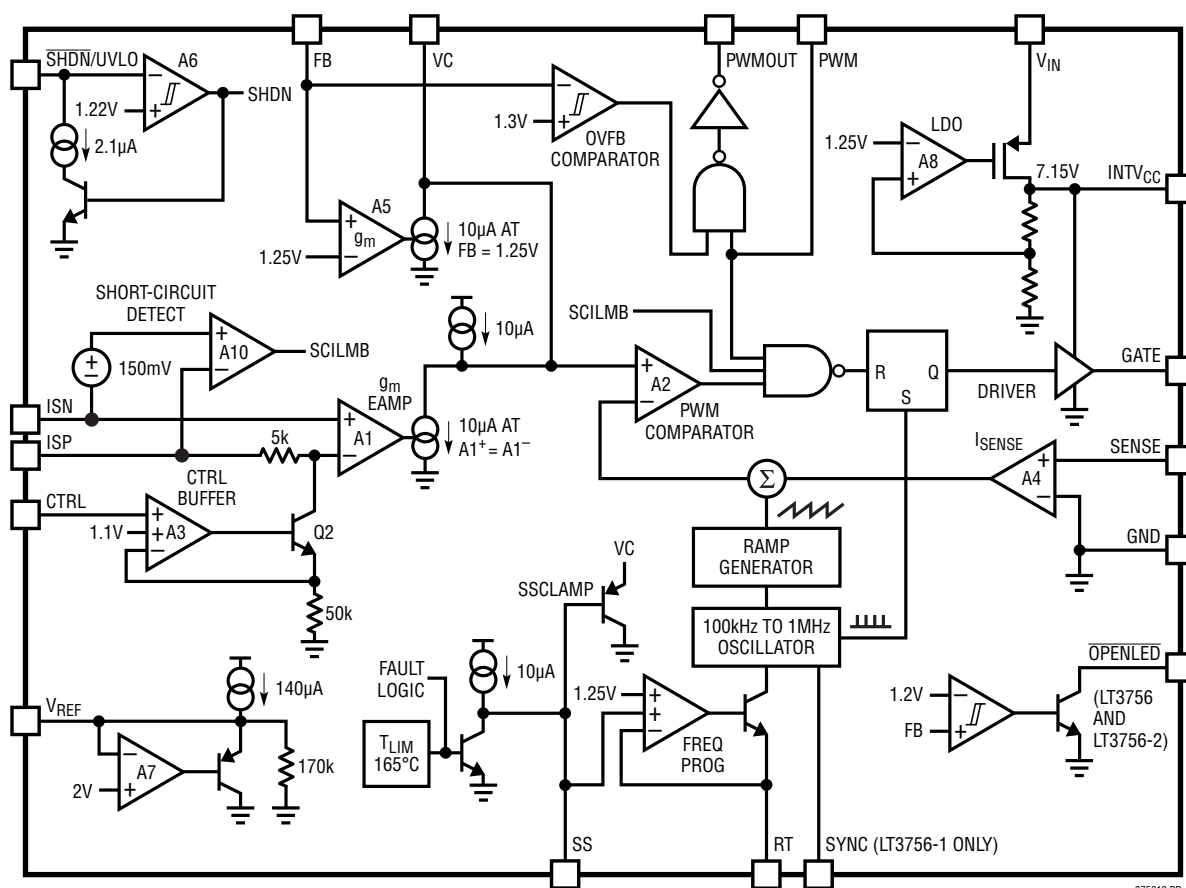 FB
VC
PWMOUT
PWM
VIN
SHDN/UVLO
A6
−
+
1.22V
SHDN
2.1µA
−
+
1.3V
OVFB
COMPARATOR
LDO
1.25V
−
+
A8
7.15V
INTVCC
A5
+
gm
−
1.25V
10µA AT
FB = 1.25V
SHORT-CIRCUIT
DETECT
+
−
150mV
+
A10
−
SCILMB
10µA
SCILMB
+
A2
−
PWM
COMPARATOR
R
Q
S
DRIVER
GATE
gm
EAMP
ISN
ISP
5k
+
A1
−
10µA AT
A1+ = A1−
ISENSE
SENSE
+
A4
−
Σ
CTRL
BUFFER
CTRL
1.1V
+
+
A3
−
Q2
50k
GND
RAMP
GENERATOR
VC
SSCLAMP
100kHz TO 1MHz
OSCILLATOR
140µA
VREF
−
A7
+
2V
170k
FAULT
LOGIC
10µA
TLIM
165°C
1.25V
+
+
−
FREQ
PROG
OPENLED
1.2V
−
FB
+
(LT3756
AND
LT3756-2)
SS
RT
SYNC (LT3756-1 ONLY)